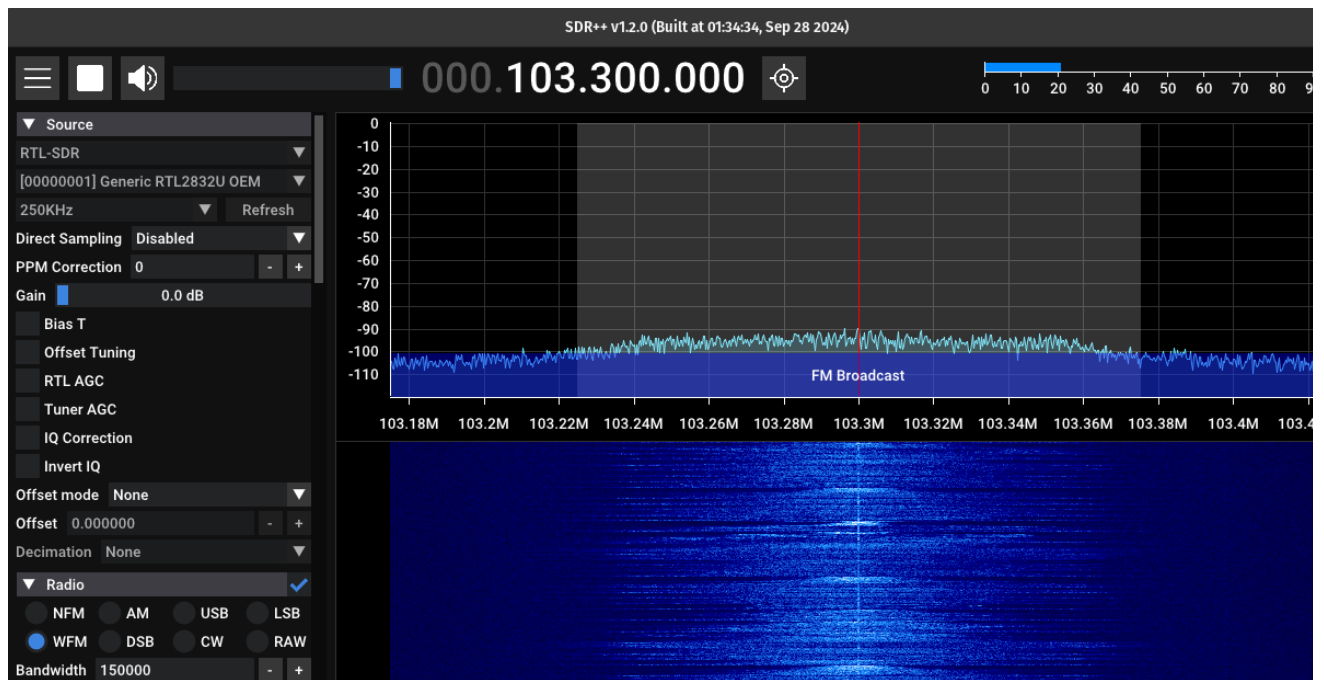 SDR++ v1.2.0 (Built at 01:34:34, Sep 28 2024)
000.103.300.000
0 10 20 30 40 50 60 70 80 9
Source
RTL-SDR
[00000001] Generic RTL2832U OEM
250KHz Refresh
Direct Sampling Disabled
PPM Correction 0 - +
Gain 0.0 dB
Bias T
Offset Tuning
RTL AGC
Tuner AGC
IQ Correction
Invert IQ
Offset mode None
Offset 0.000000 - +
Decimation None
Radio
NFM AM USB LSB
WFM DSB CW RAW
Bandwidth 150000 - +
0
-10
-20
-30
-40
-50
-60
-70
-80
-90
-100
-110
FM Broadcast
103.18M 103.2M 103.22M 103.24M 103.26M 103.28M 103.3M 103.32M 103.34M 103.36M 103.38M 103.4M 103.4